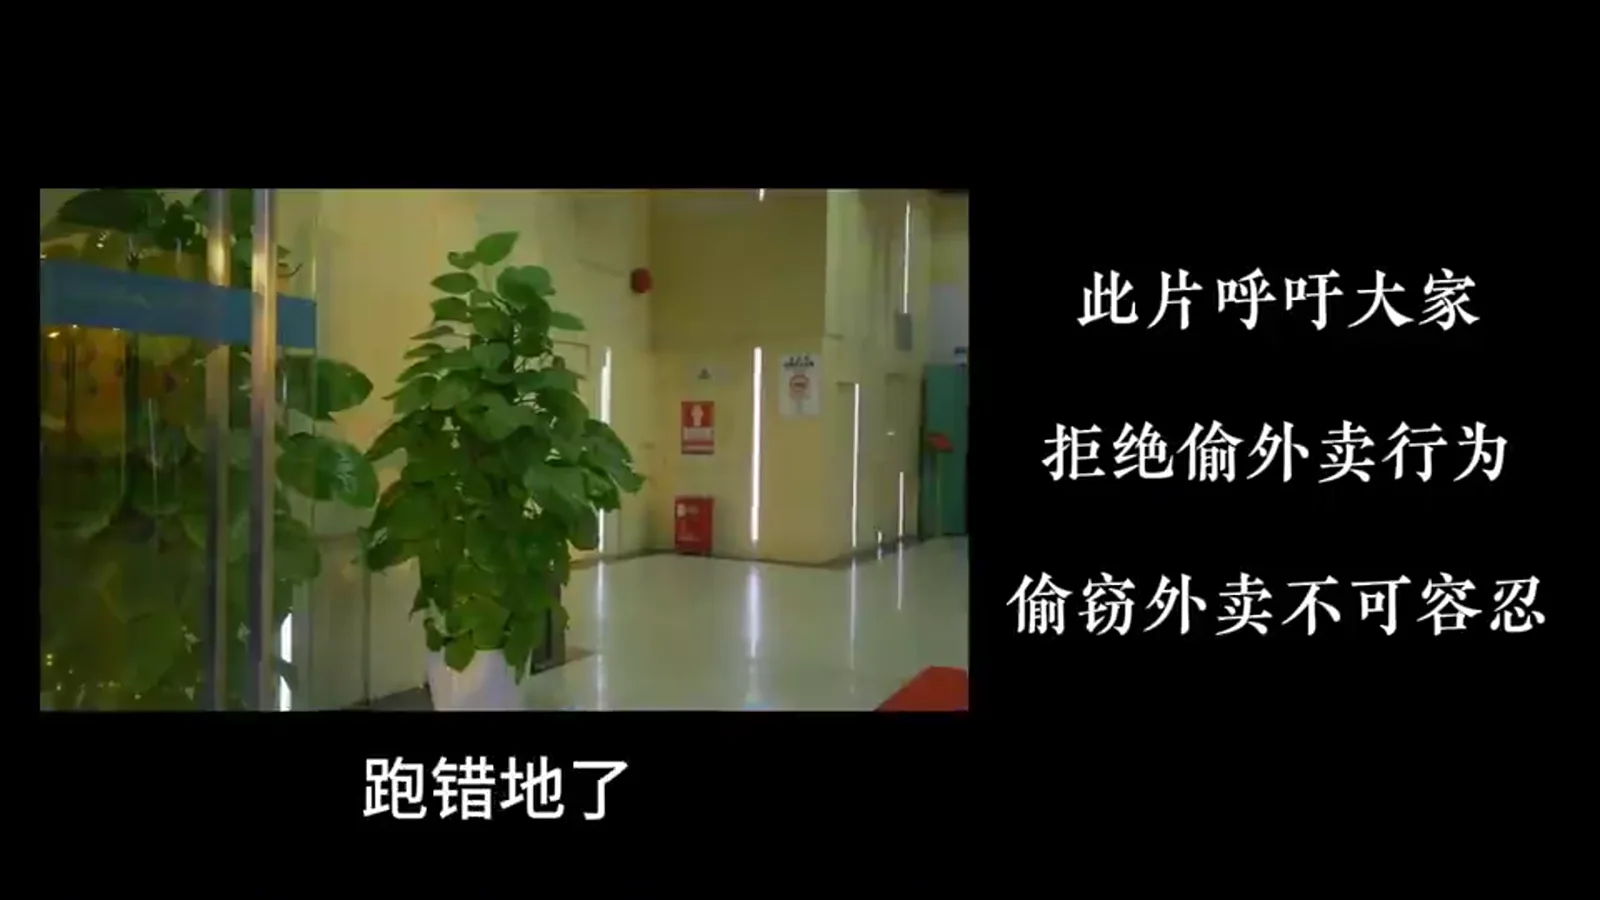 此片呼吁大家
拒绝偷外卖行为
偷窃外卖不可容忍
跑错地了